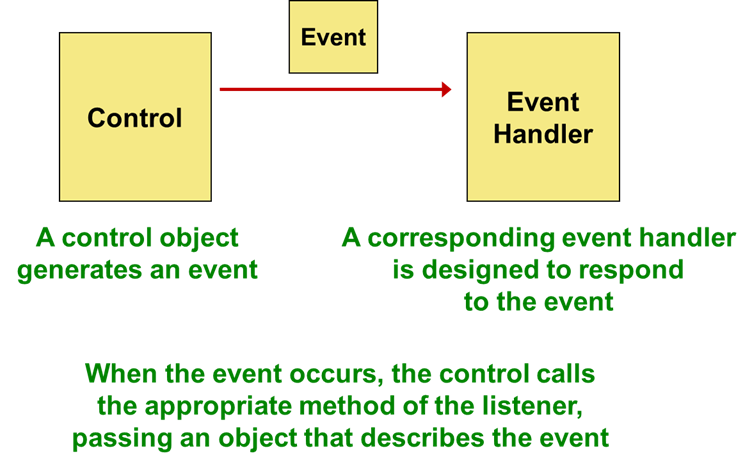 Event
Control
Event
Handler
A control object
generates an event
A corresponding event handler
is designed to respond
to the event
When the event occurs, the control calls
the appropriate method of the listener,
passing an object that describes the event